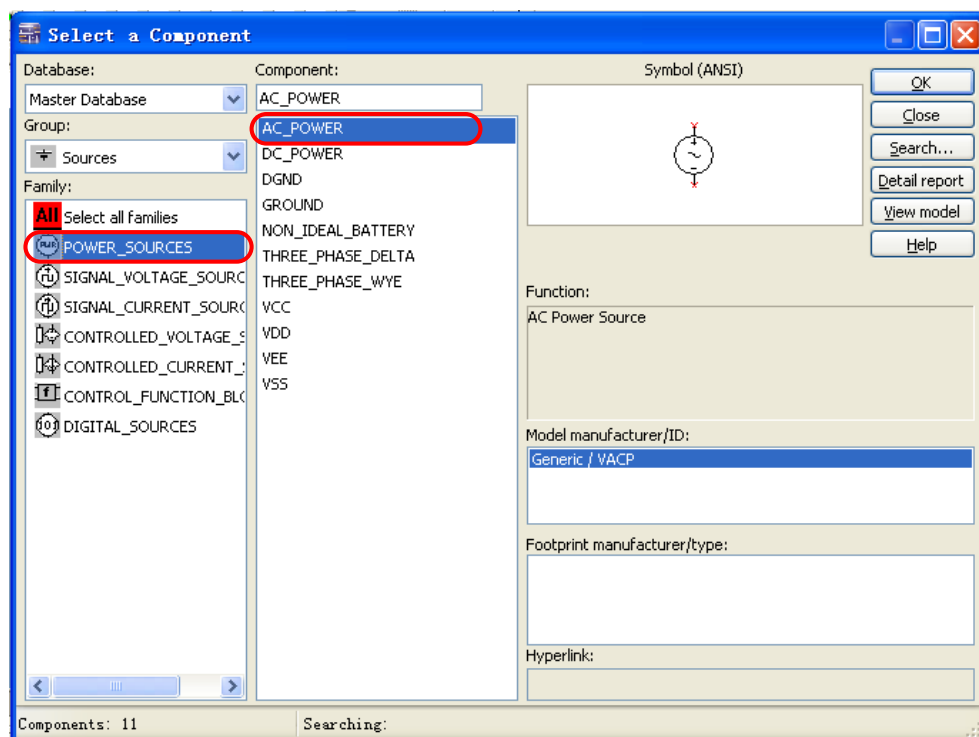 Select a Component
Database:
Master Database
Group:
Sources
Family:
All Select all families
POWER_SOURCES
SIGNAL_VOLTAGE_SOURC
SIGNAL_CURRENT_SOURC
CONTROLLED_VOLTAGE_S
CONTROLLED_CURRENT_S
CONTROL_FUNCTION_BLO
DIGITAL_SOURCES
Component:
AC_POWER
AC_POWER
DC_POWER
DGND
GROUND
NON_IDEAL_BATTERY
THREE_PHASE_DELTA
THREE_PHASE_WYE
VCC
VDD
VEE
VSS
Symbol (ANSI)
Function:
AC Power Source
Model manufacturer/ID:
Generic / VACP
Footprint manufacturer/type:
Hyperlink:
OK
Close
Search...
Detail report
View model
Help
Components: 11
Searching: